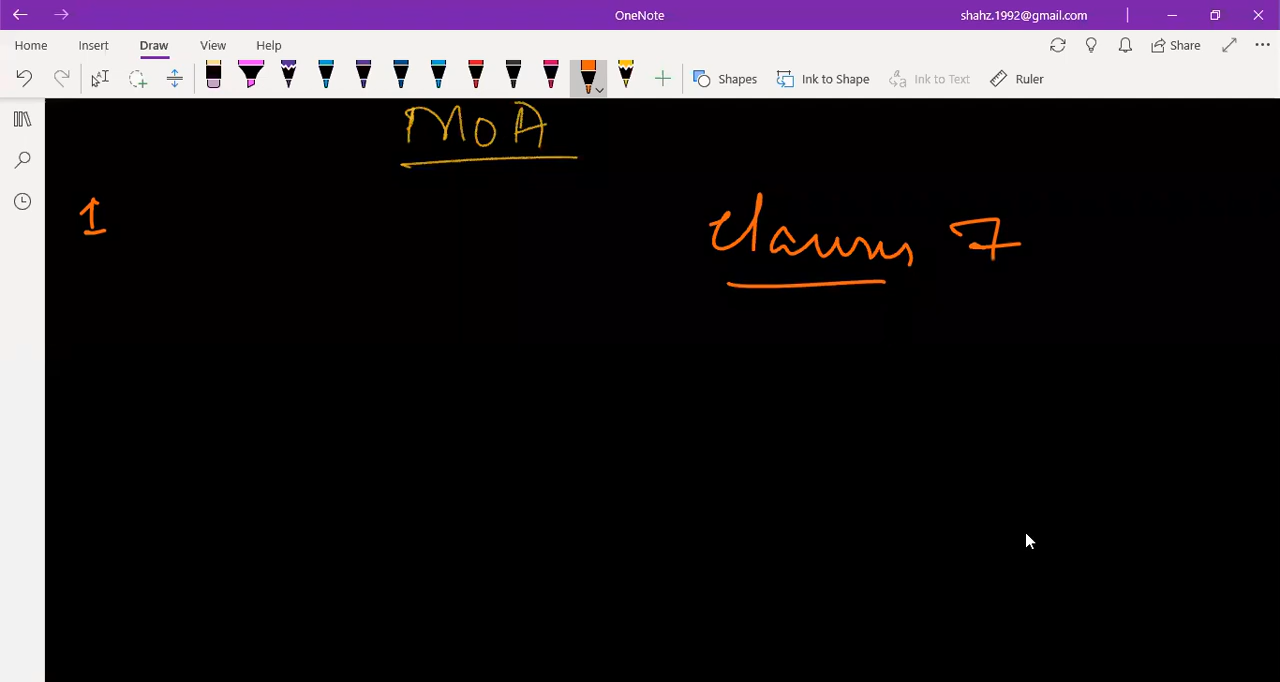 OneNote
shahz.1992@gmail.com
Home
Insert
Draw
View
Help
Share
Shapes
Ink to Shape
Ink to Text
Ruler
MOA
1
7